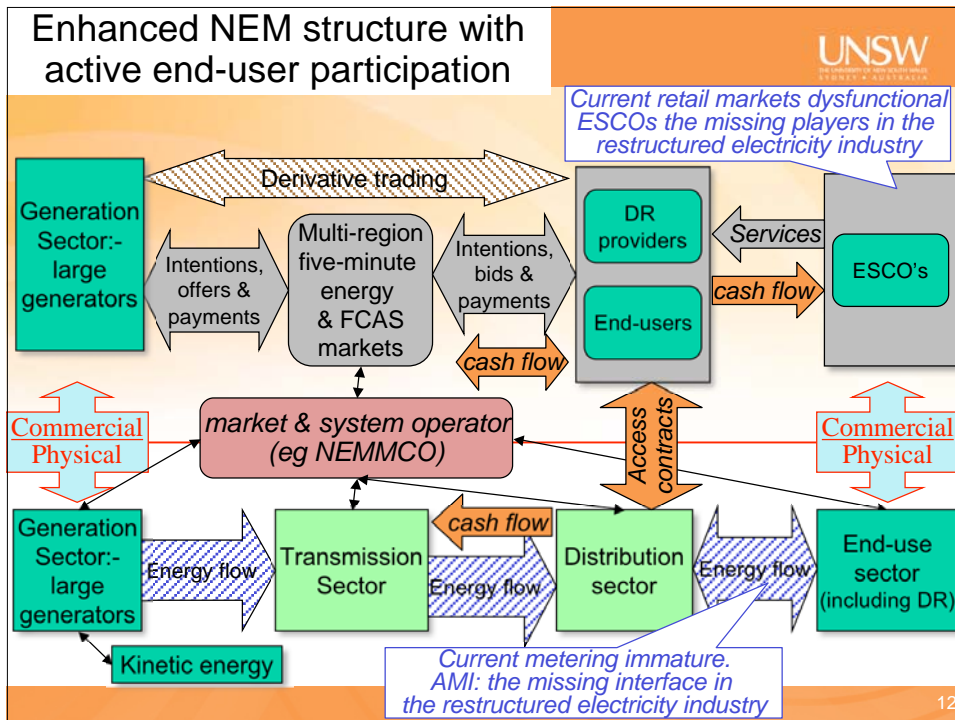 Enhanced NEM structure with
active end-user participation
UNSW
THE UNIVERSITY OF NEW SOUTH WALES
SYDNEY • AUSTRALIA
Current retail markets dysfunctional
ESCOs the missing players in the
restructured electricity industry
Derivative trading
Generation
Sector:-
large
generators
Intentions,
offers &
payments
Multi-region
five-minute
energy
& FCAS
markets
Intentions,
bids &
payments
cash flow
DR
providers
End-users
Services
cash flow
ESCO's
Commercial
Physical
market & system operator
(eg NEMMCO)
Access
contracts
Commercial
Physical
Generation
Sector:-
large
generators
Energy flow
Transmission
Sector
cash flow
Energy flow
Distribution
sector
Energy flow
End-use
sector
(including DR)
Kinetic energy
Current metering immature.
AMI: the missing interface in
the restructured electricity industry
12